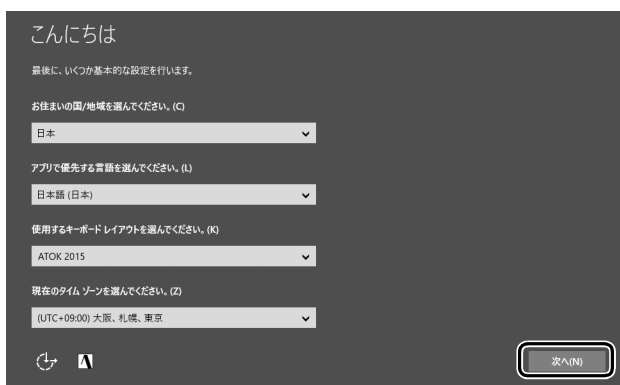 こんにちは
最後に、いくつか基本的な設定を行います。
お住まいの国/地域を選んでください。(C)
日本
アプリで優先する言語を選んでください。(L)
日本語 (日本)
使用するキーボード レイアウトを選んでください。(K)
ATOK 2015
現在のタイム ゾーンを選んでください。(Z)
(UTC+09:00) 大阪、札幌、東京
次へ(N)